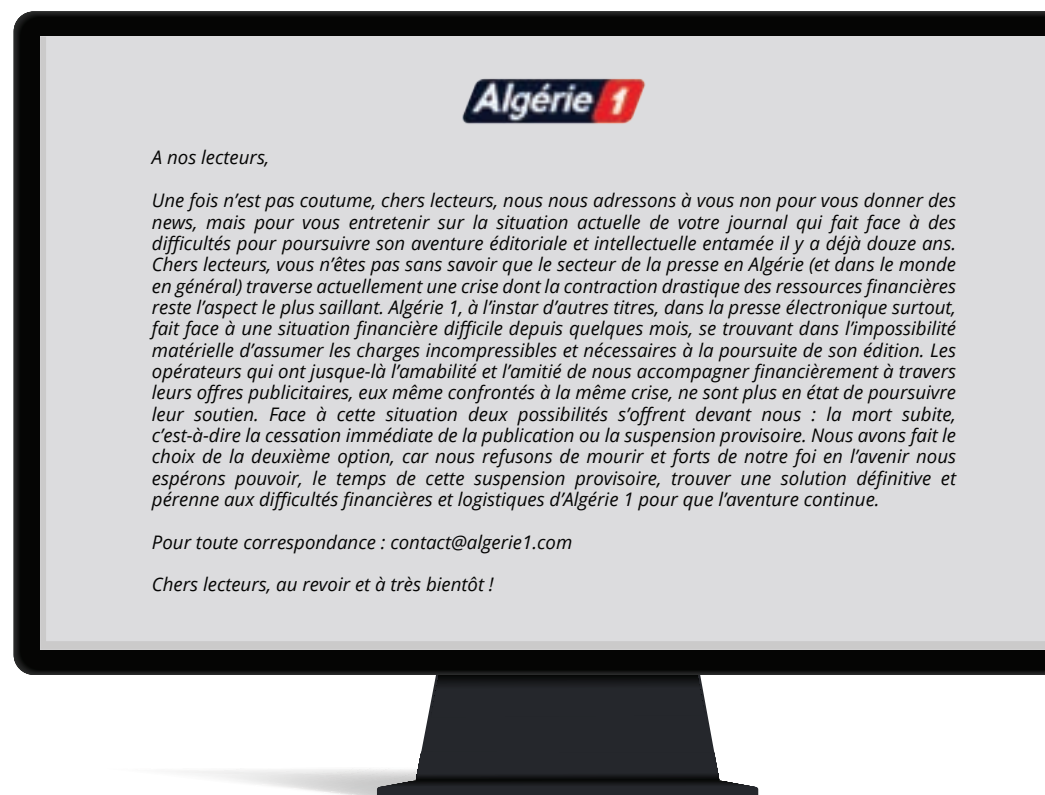 Algérie 1
A nos lecteurs,
Une fois n’est pas coutume, chers lecteurs, nous nous adressons à vous non pour vous donner des
news, mais pour vous entretenir sur la situation actuelle de votre journal qui fait face à des
difficultés pour poursuivre son aventure éditoriale et intellectuelle entamée il y a déjà douze ans.
Chers lecteurs, vous n’êtes pas sans savoir que le secteur de la presse en Algérie (et dans le monde
en général) traverse actuellement une crise dont la contraction drastique des ressources financières
reste l’aspect le plus saillant. Algérie 1, à l’instar d’autres titres, dans la presse électronique surtout,
fait face à une situation financière difficile depuis quelques mois, se trouvant dans l’impossibilité
matérielle d’assumer les charges incompressibles et nécessaires à la poursuite de son édition. Les
opérateurs qui ont jusque-là l’amabilité et l’amitié de nous accompagner financièrement à travers
leurs offres publicitaires, eux même confrontés à la même crise, ne sont plus en état de poursuivre
leur soutien. Face à cette situation deux possibilités s’offrent devant nous : la mort subite,
c’est-à-dire la cessation immédiate de la publication ou la suspension provisoire. Nous avons fait le
choix de la deuxième option, car nous refusons de mourir et forts de notre foi en l’avenir nous
espérons pouvoir, le temps de cette suspension provisoire, trouver une solution définitive et
pérenne aux difficultés financières et logistiques d’Algérie 1 pour que l’aventure continue.
Pour toute correspondance : contact@algerie1.com
Chers lecteurs, au revoir et à très bientôt !